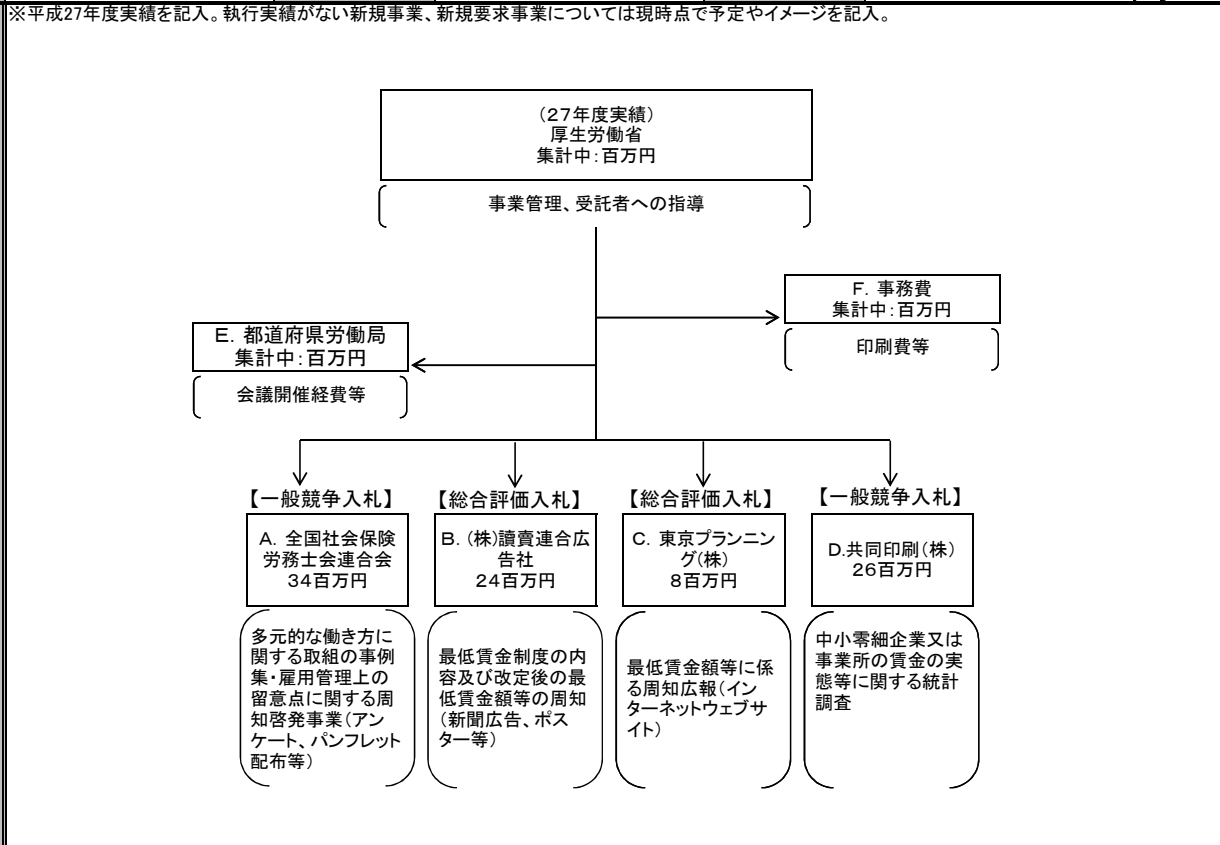 ※平成27年度実績を記入。執行実績がない新規事業、新規要求事業については現時点で予定やイメージを記入。
(27年度実績)
厚生労働省
集計中:百万円
事業管理、受託者への指導
F. 事務費
集計中:百万円
印刷費等
E. 都道府県労働局
集計中:百万円
会議開催経費等
【一般競争入札】
A. 全国社会保険
労務士会連合会
34百万円
多元的な働き方に
関する取組の事例
集・雇用管理上の
留意点に関する周
知啓発事業(アン
ケート、パンフレット
配布等)
【総合評価入札】
B. (株)讀賣連合広
告社
24百万円
最低賃金制度の内
容及び改定後の最
低賃金額等の周知
(新聞広告、ポス
ター等)
【総合評価入札】
C. 東京プランニン
グ(株)
8百万円
最低賃金額等に係
る周知広報(イン
ターネットウェブサ
イト)
【一般競争入札】
D.共同印刷(株)
26百万円
中小零細企業又は
事業所の賃金の実
態等に関する統計
調査